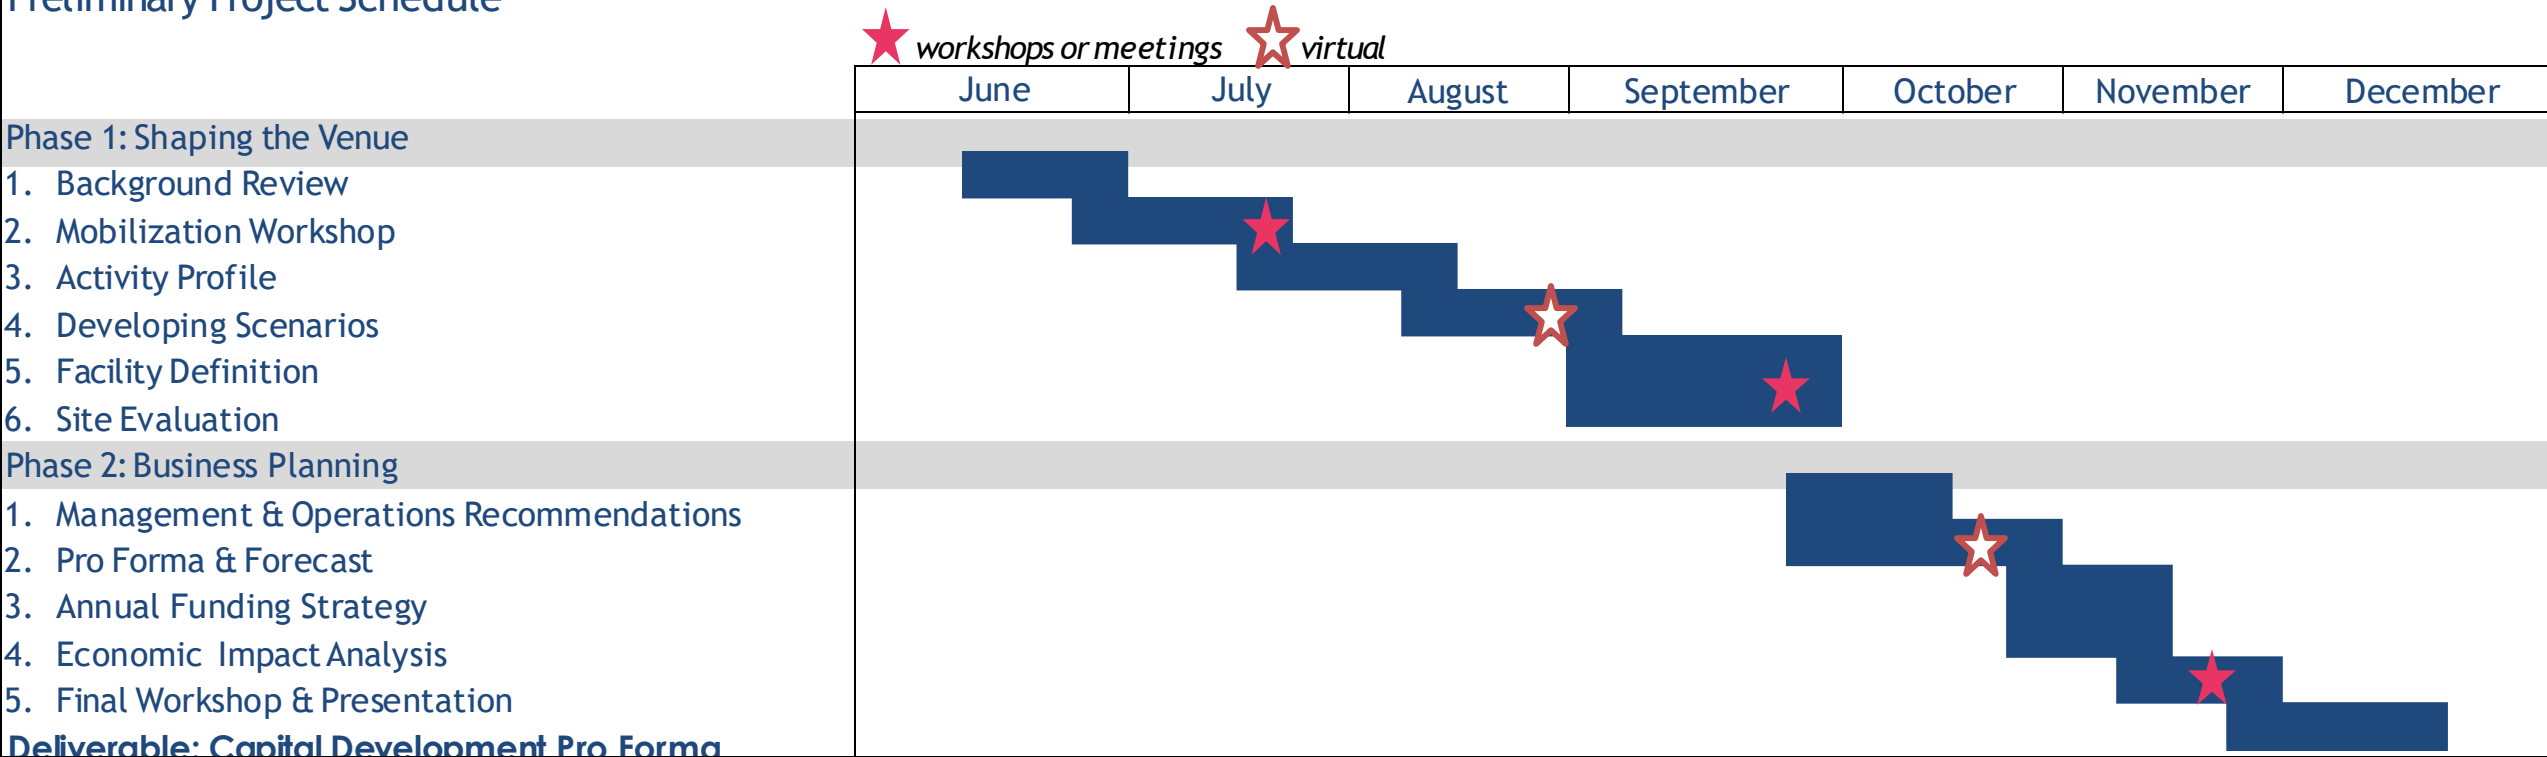 Preliminary Project Schedule
workshops or meetings virtual
June July August September October November December
Phase 1: Shaping the Venue
1. Background Review
2. Mobilization Workshop
3. Activity Profile
4. Developing Scenarios
5. Facility Definition
6. Site Evaluation
Phase 2: Business Planning
1. Management & Operations Recommendations
2. Pro Forma & Forecast
3. Annual Funding Strategy
4. Economic Impact Analysis
5. Final Workshop & Presentation
Deliverable: Capital Development Pro Forma